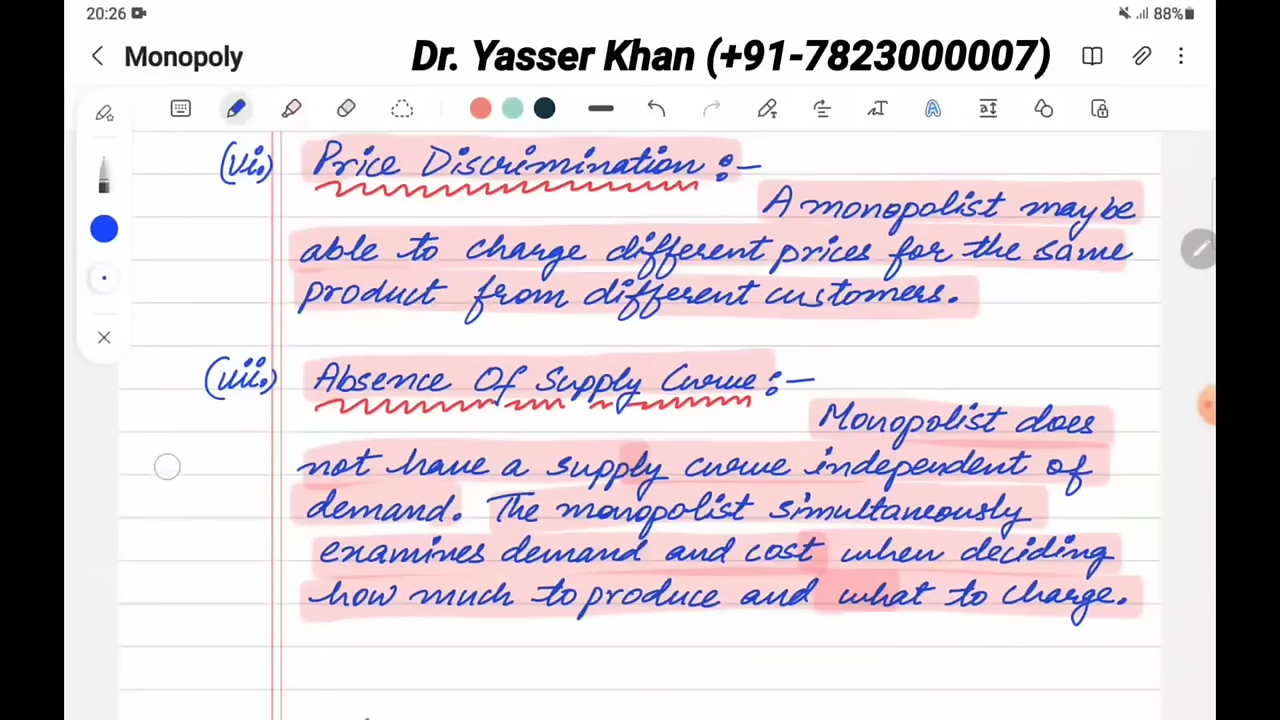 20:26
88%
Monopoly
Dr. Yasser Khan (+91-7823000007)
(vi.) Price Discrimination :-
A monopolist may be
able to charge different prices for the same
product from different customers.
(vii.) Absence Of Supply Curve :-
Monopolist does
not have a supply curve independent of
demand. The monopolist simultaneously
examines demand and cost when deciding
how much to produce and what to charge.